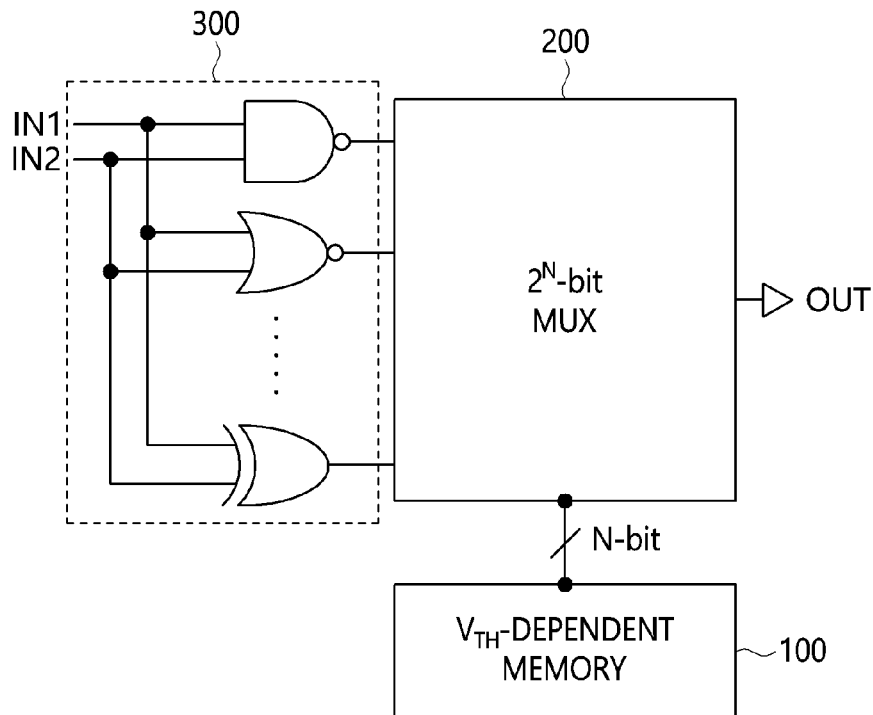 300
200
IN1
IN2
2^N-bit
MUX
OUT
N-bit
V_TH-DEPENDENT
MEMORY
100